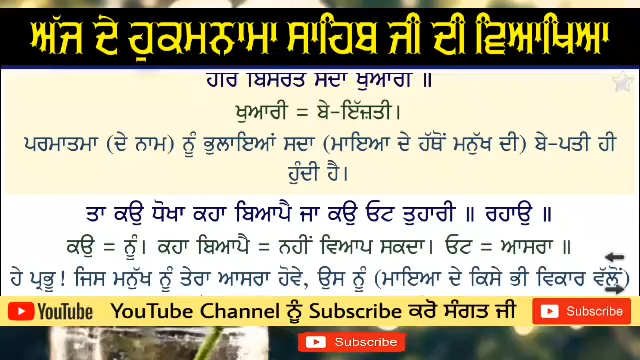 ਅੱਜ ਦੇ ਹੁਕਮਨਾਮਾ ਸਾਹਿਬ ਜੀ ਦੀ ਵਿਆਖਿਆ
ਹਰਿ ਬਿਸਰਤ ਸਦਾ ਖੁਆਰੀ ॥
ਖੁਆਰੀ = ਬੇ-ਇੱਜ਼ਤੀ।
ਪਰਮਾਤਮਾ (ਦੇ ਨਾਮ) ਨੂੰ ਭੁਲਾਇਆਂ ਸਦਾ (ਮਾਇਆ ਦੇ ਹੱਥੋਂ ਮਨੁੱਖ ਦੀ) ਬੇ-ਪਤੀ ਹੀ
ਹੁੰਦੀ ਹੈ।
ਤਾ ਕਉ ਧੋਖਾ ਕਹਾ ਬਿਆਪੈ ਜਾ ਕਉ ਓਟ ਤੁਹਾਰੀ ॥ ਰਹਾਉ ॥
ਕਉ = ਨੂੰ। ਕਹਾ ਬਿਆਪੈ = ਨਹੀਂ ਵਿਆਪ ਸਕਦਾ। ਓਟ = ਆਸਰਾ ॥
ਹੇ ਪ੍ਰਭੂ! ਜਿਸ ਮਨੁੱਖ ਨੂੰ ਤੇਰਾ ਆਸਰਾ ਹੋਵੇ, ਉਸ ਨੂੰ (ਮਾਇਆ ਦੇ ਕਿਸੇ ਭੀ ਵਿਕਾਰ ਵੱਲੋਂ)
YouTube YouTube Channel ਨੂੰ Subscribe ਕਰੋ ਸੰਗਤ ਜੀ Subscribe
Subscribe